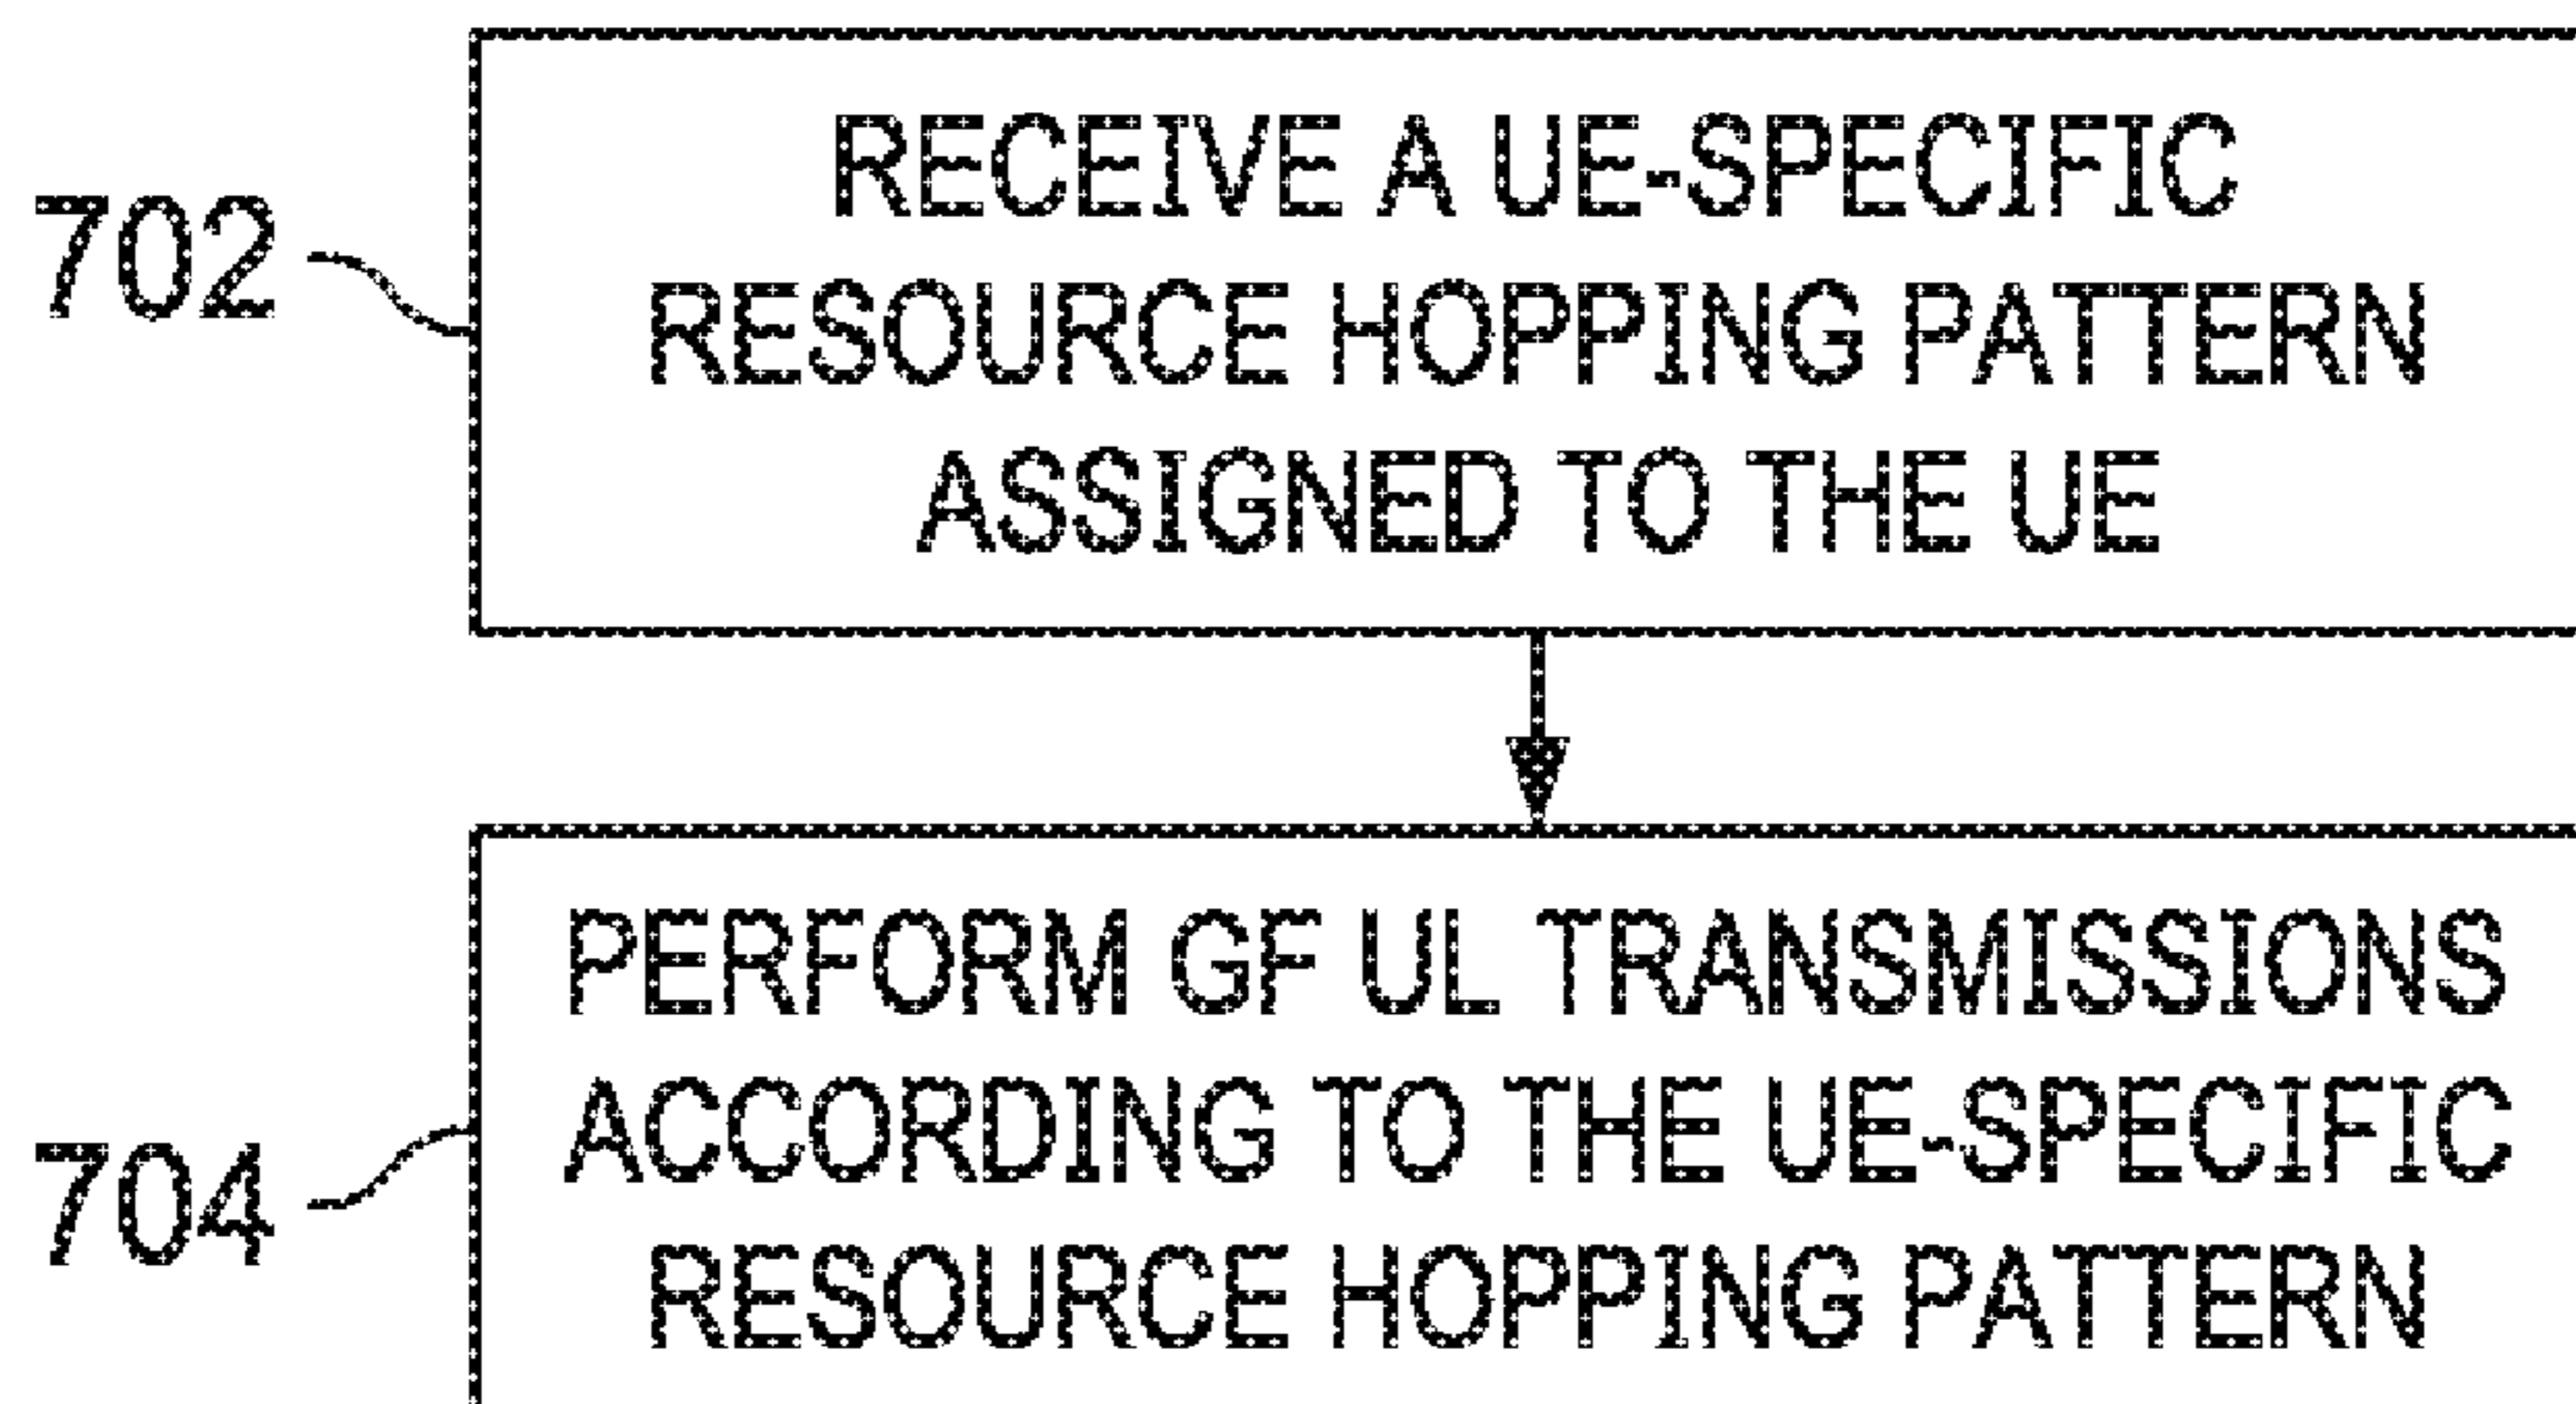 702
RECEIVE A UE-SPECIFIC
RESOURCE HOPPING PATTERN
ASSIGNED TO THE UE
704
PERFORM GF UL TRANSMISSIONS
ACCORDING TO THE UE-SPECIFIC
RESOURCE HOPPING PATTERN